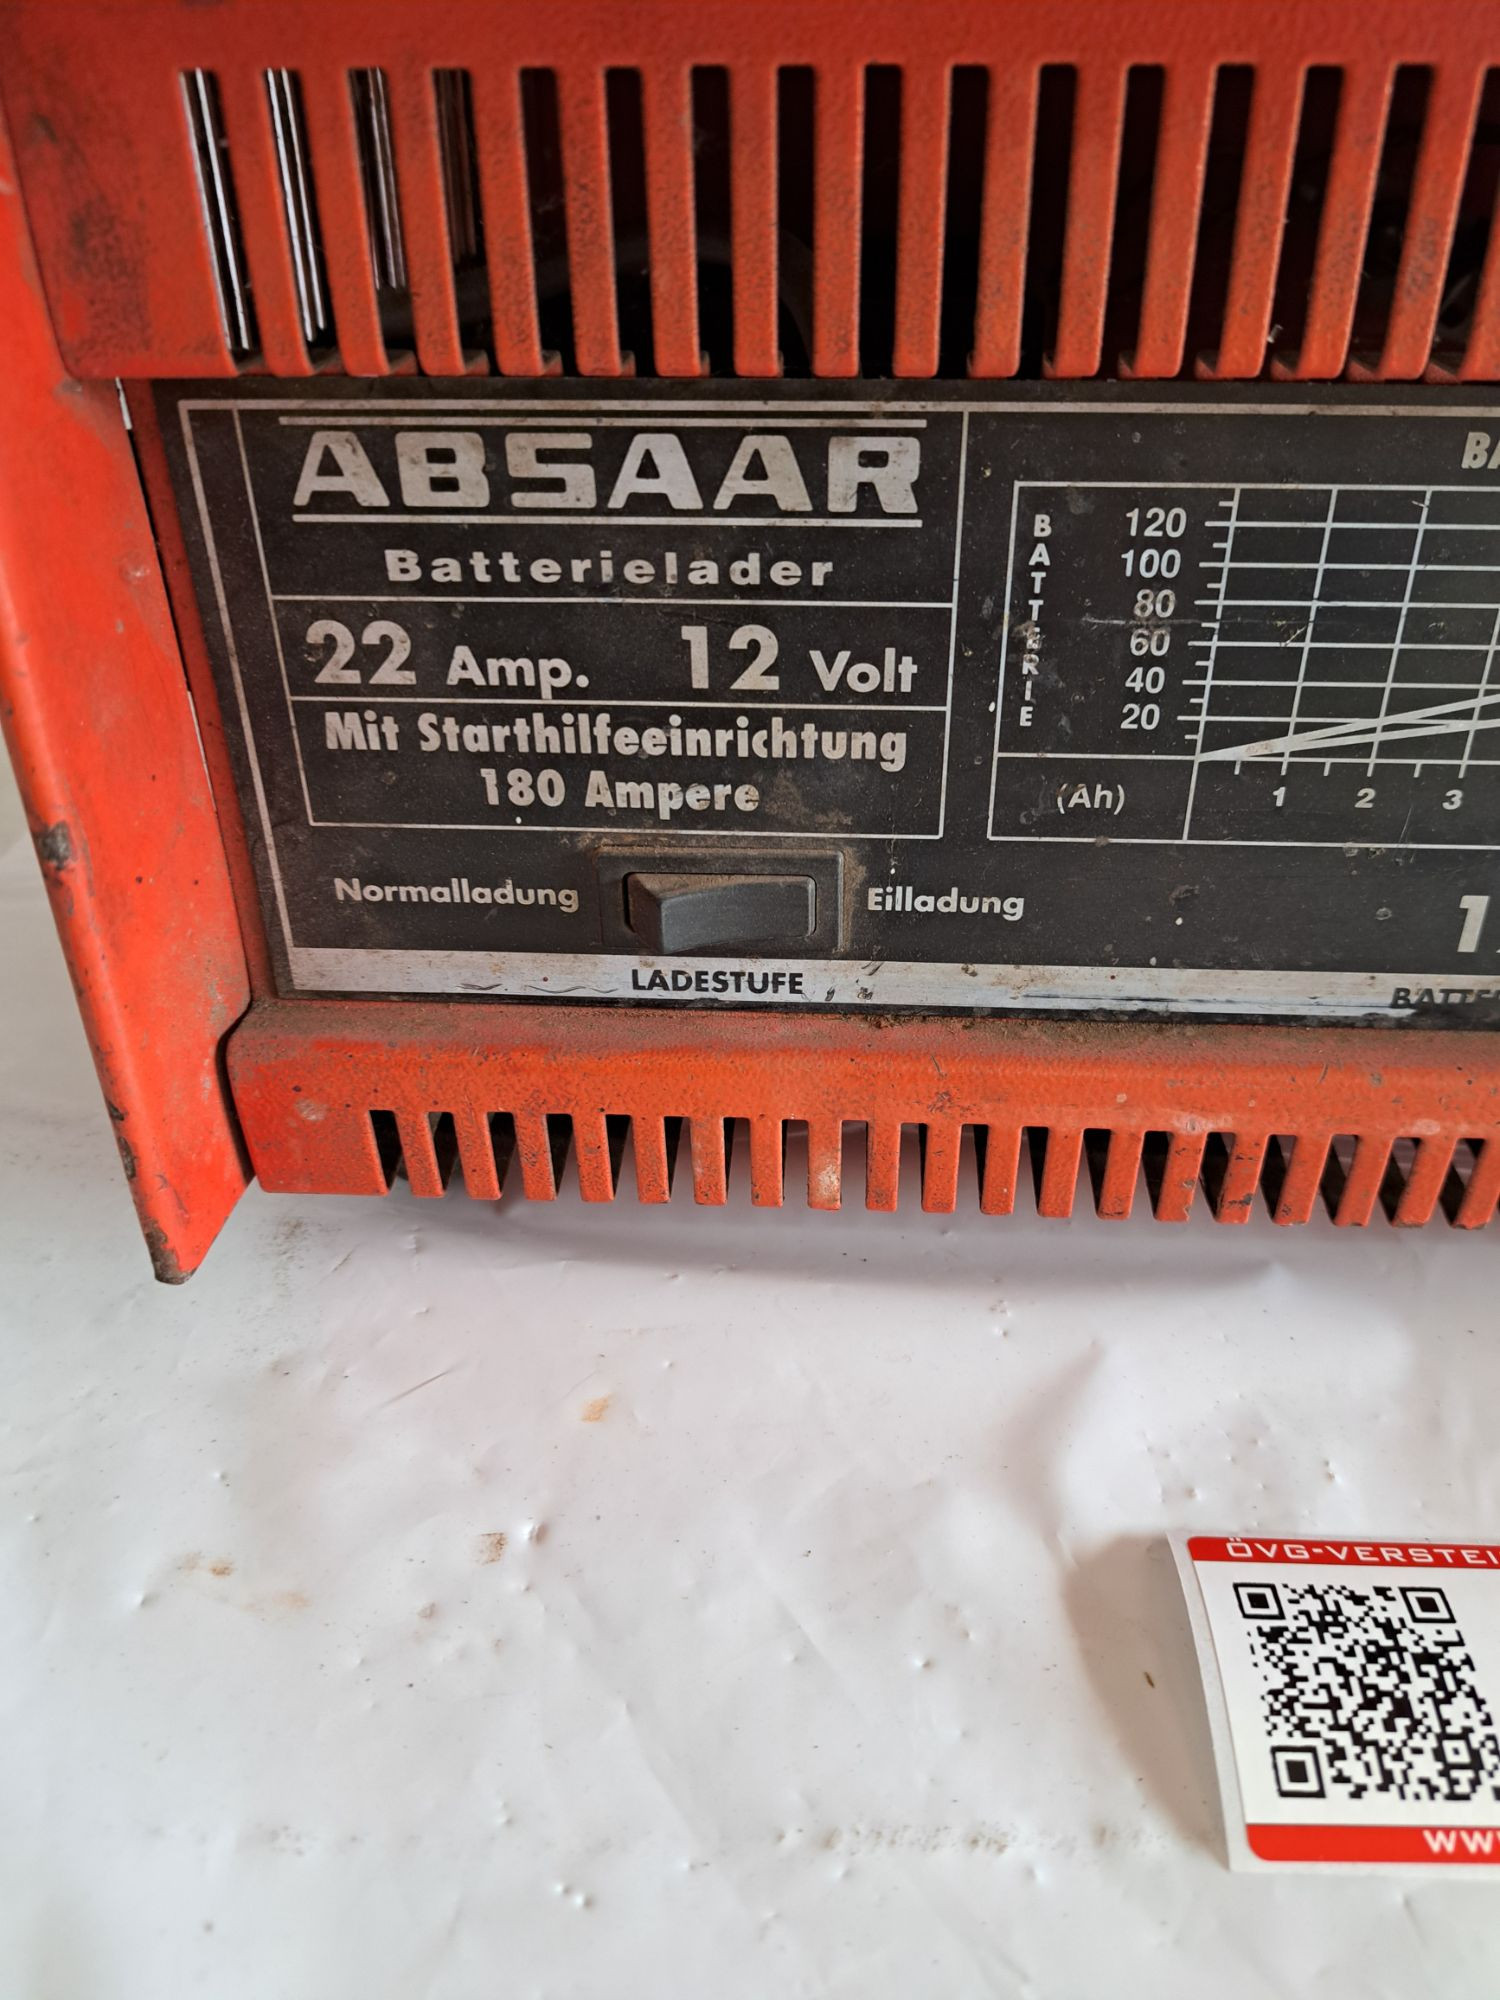 ABSAAR
Batterielader
22 Amp. 12 Volt
Mit Starthilfeeinrichtung
180 Ampere
Normalladung
Eilladung
LADESTUFE
BATTERIE
120
100
80
60
40
20
(Ah)
1 2 3
ÖVG-VERSTEI